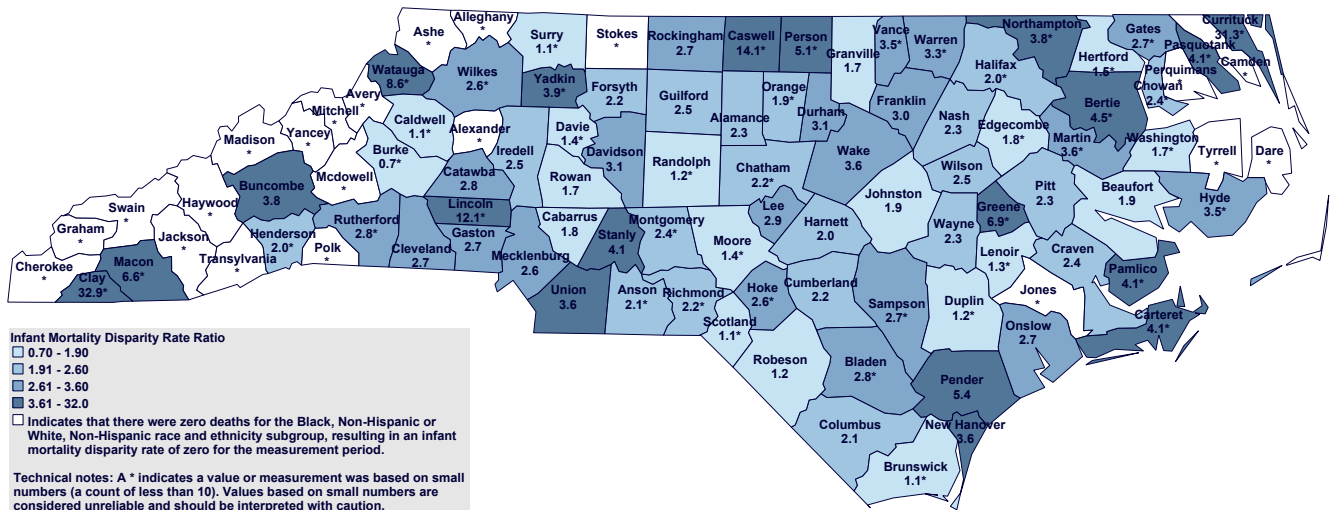 Ashe
*
Alleghany
*
Surry
1.1*
Stokes
*
Rockingham
2.7
Caswell
14.1*
Person
5.1*
Granville
1.7
Vance
3.5*
Warren
3.3*
Northampton
3.8*
Gates
2.7*
Currituck
31.3*
Pasquotank
4.1*
Camden
*
Hertford
1.5*
Perquimans
*
Chowan
2.4*
Halifax
2.0*
Bertie
4.5*
Watauga
8.6*
Wilkes
2.6*
Yadkin
3.9*
Forsyth
2.2
Guilford
2.5
Alamance
2.3
Orange
1.9*
Durham
3.1
Franklin
3.0
Nash
2.3
Edgecombe
1.8*
Martin
3.6*
Washington
1.7*
Tyrrell
*
Dare
*
Avery
*
Mitchell
*
Yancey
*
Madison
*
Caldwell
1.1*
Alexander
*
Iredell
2.5
Davie
1.4*
Davidson
3.1
Randolph
1.2*
Chatham
2.2*
Wake
3.6
Wilson
2.5
Pitt
2.3
Beaufort
1.9
Hyde
3.5*
Burke
0.7*
Mcdowell
*
Buncombe
3.8
Haywood
*
Swain
*
Graham
*
Cherokee
*
Clay
32.9*
Macon
6.6*
Jackson
*
Transylvania
*
Henderson
2.0*
Polk
*
Rutherford
2.8*
Cleveland
2.7
Catawba
2.8
Lincoln
12.1*
Gaston
2.7
Mecklenburg
2.6
Rowan
1.7
Cabarrus
1.8
Stanly
4.1
Montgomery
2.4*
Moore
1.4*
Lee
2.9
Harnett
2.0
Johnston
1.9
Wayne
2.3
Greene
6.9*
Lenoir
1.3*
Craven
2.4
Pamlico
4.1*
Jones
*
Carteret
4.1*
Onslow
2.7
Duplin
1.2*
Sampson
2.7*
Cumberland
2.2
Hoke
2.6*
Union
3.6
Anson
2.1*
Richmond
2.2*
Scotland
1.1*
Robeson
1.2
Bladen
2.8*
Pender
5.4
New Hanover
3.6
Columbus
2.1
Brunswick
1.1*
Infant Mortality Disparity Rate Ratio
0.70 - 1.90
1.91 - 2.60
2.61 - 3.60
3.61 - 32.0
Indicates that there were zero deaths for the Black, Non-Hispanic or
White, Non-Hispanic race and ethnicity subgroup, resulting in an infant
mortality disparity rate of zero for the measurement period.
Technical notes: A * indicates a value or measurement was based on small
numbers (a count of less than 10). Values based on small numbers are
considered unreliable and should be interpreted with caution.